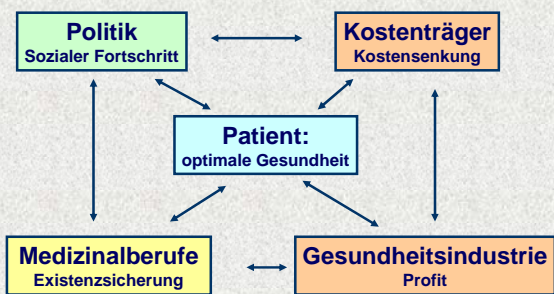 Politik
Sozialer Fortschritt
Kostenträger
Kostensenkung
Patient:
optimale Gesundheit
Medizinalberufe
Existenzsicherung
Gesundheitsindustrie
Profit